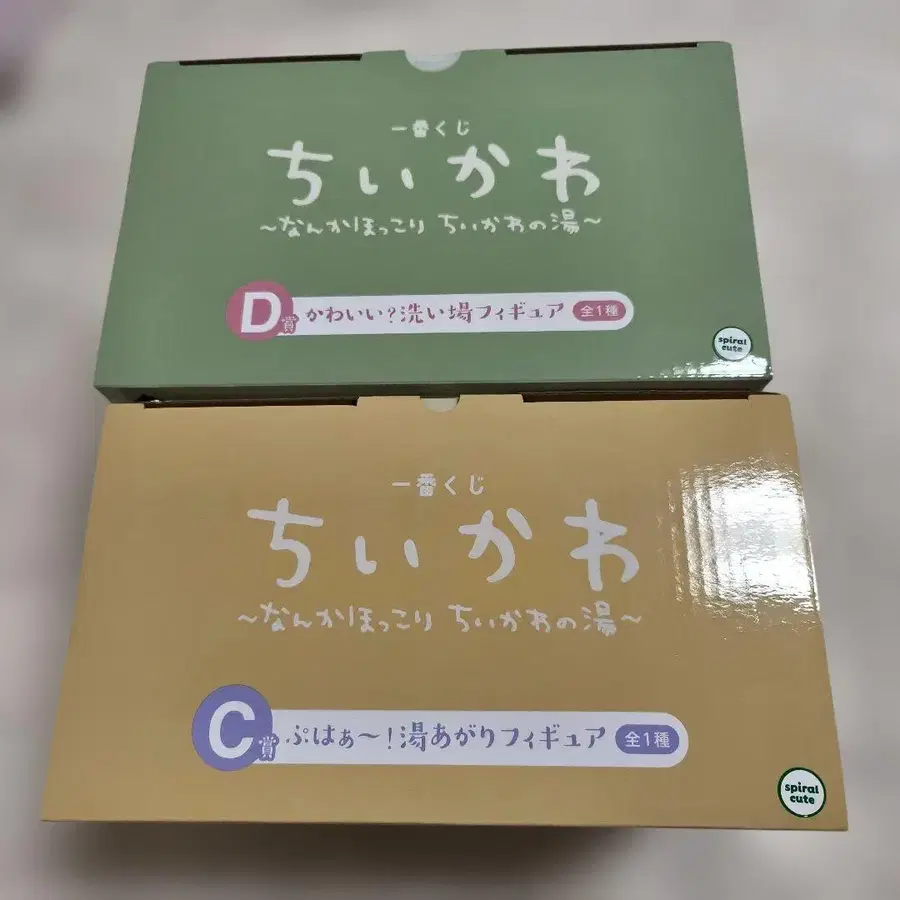 一番くじ
ちいかわ
～なんかほっこり ちいかわの湯～
D賞 かわいい?洗い場フィギュア 全1種
spiral
cute
一番くじ
ちいかわ
～なんかほっこり ちいかわの湯～
C賞 ぷはぁ～!湯あがりフィギュア 全1種
spiral
cute